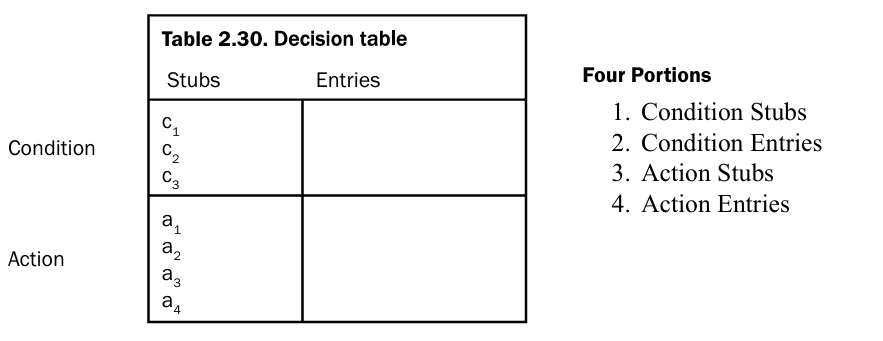 Table 2.30. Decision table
Stubs Entries
Condition
c₁
c₂
c₃
Action
a₁
a₂
a₃
a₄
Four Portions
1. Condition Stubs
2. Condition Entries
3. Action Stubs
4. Action Entries